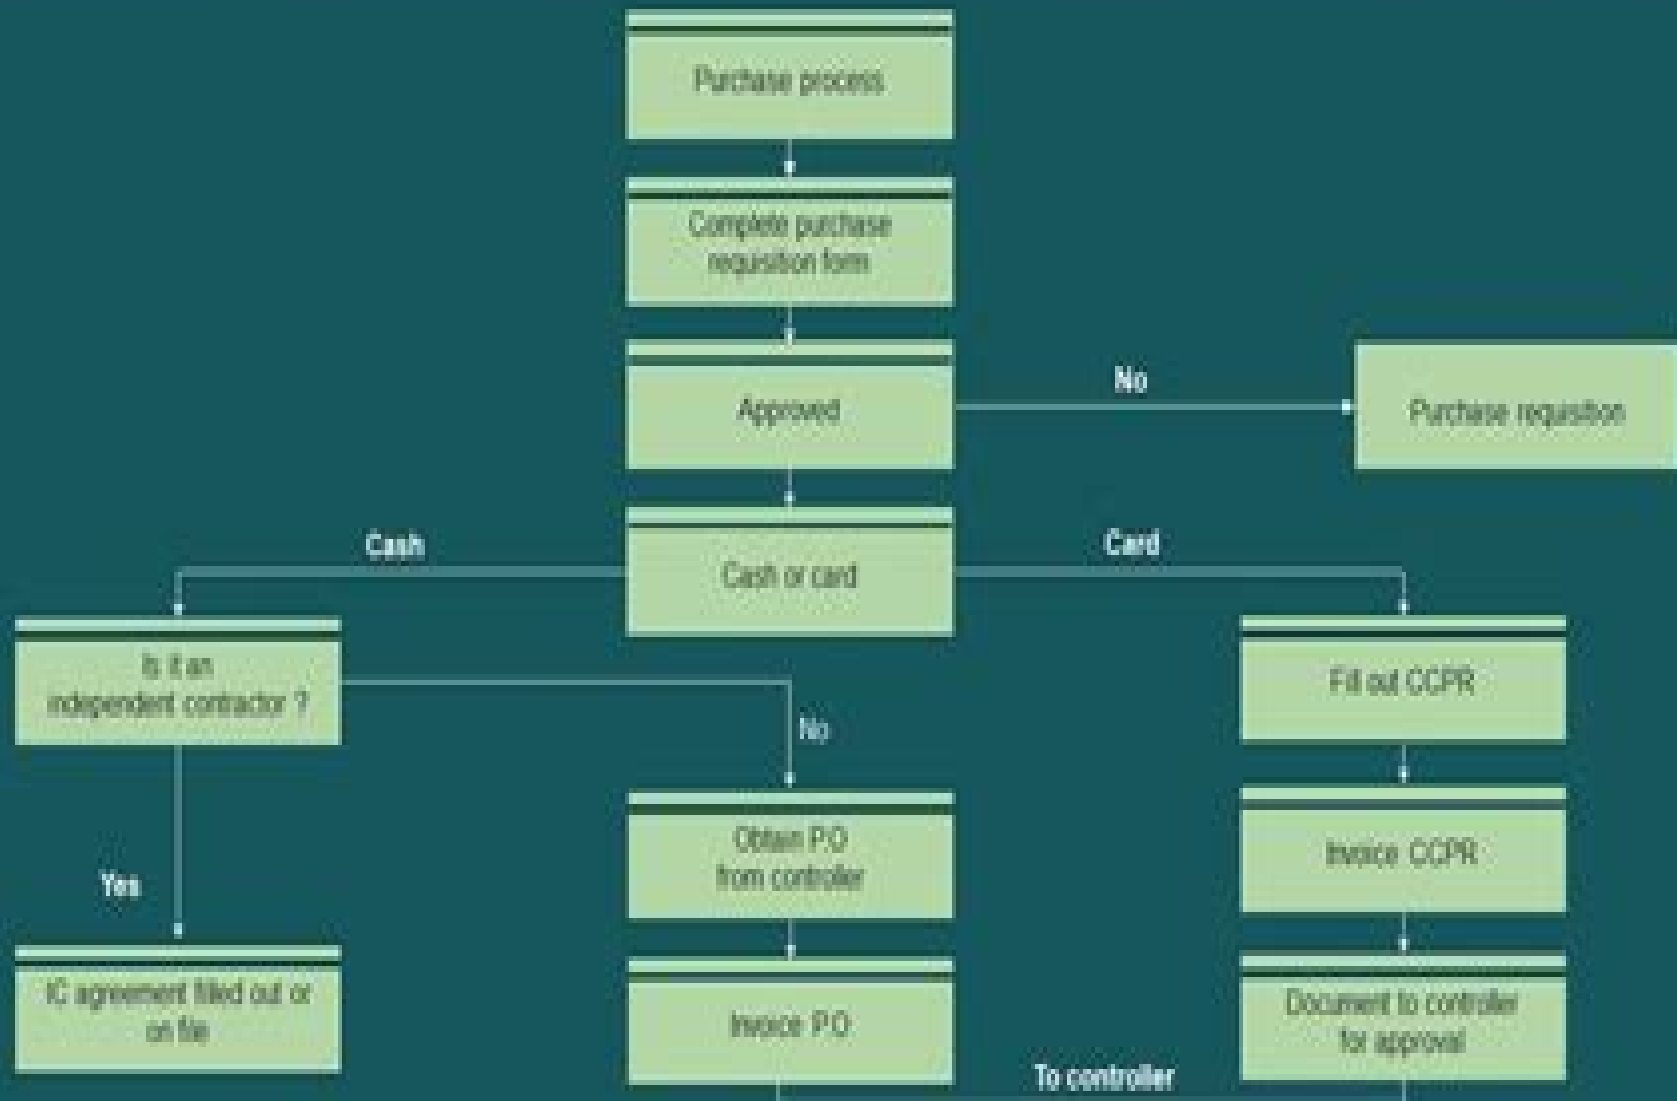 Purchase process
Complete purchase
requisition form
Approved
No
Purchase requisition
Cash
Cash or card
Card
Is it an
independent contractor ?
Fill out CCPR
No
Obtain P.O
from controller
Invoice CCPR
Yes
IC agreement filled out or
on file
Invoice P.O
Document to controller
for approval
To controller